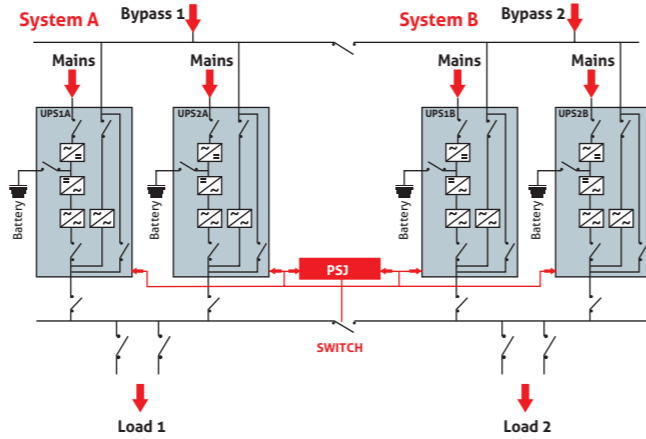 System A
Bypass 1
System B
Bypass 2
Mains
Mains
Mains
Mains
UPS1A
UPS2A
UPS1B
UPS2B
Battery
Battery
Battery
Battery
PSJ
SWITCH
Load 1
Load 2